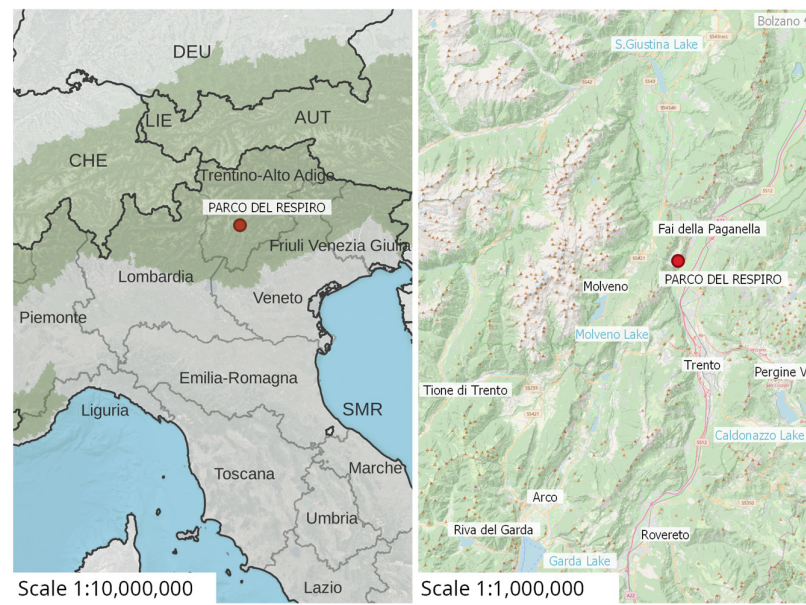 DEU
LIE
AUT
CHE
Trentino-Alto Adige
PARCO DEL RESPIRO
Friuli Venezia Giulia
Lombardia
Veneto
Piemonte
Emilia-Romagna
Liguria
SMR
Toscana
Marche
Umbria
Lazio
Scale 1:10,000,000
Bolzano
S.Giustina Lake
Fai della Paganella
PARCO DEL RESPIRO
Molveno
Molveno Lake
Trento
Pergine V
Tione di Trento
Caldonazzo Lake
Arco
Riva del Garda
Rovereto
Garda Lake
Scale 1:1,000,000